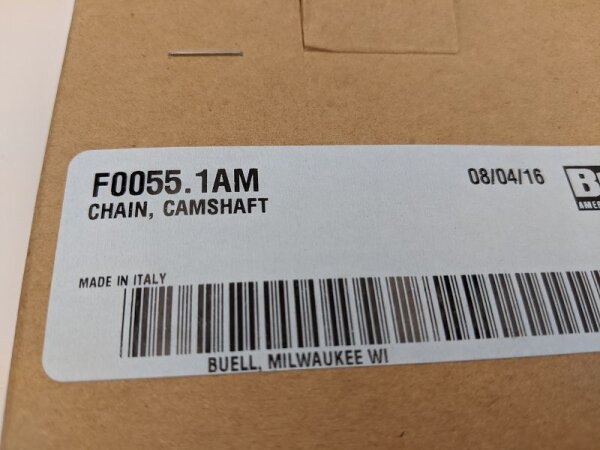 F0055.1AM
08/04/16
CHAIN, CAMSHAFT
MADE IN ITALY
BUELL, MILWAUKEE WI